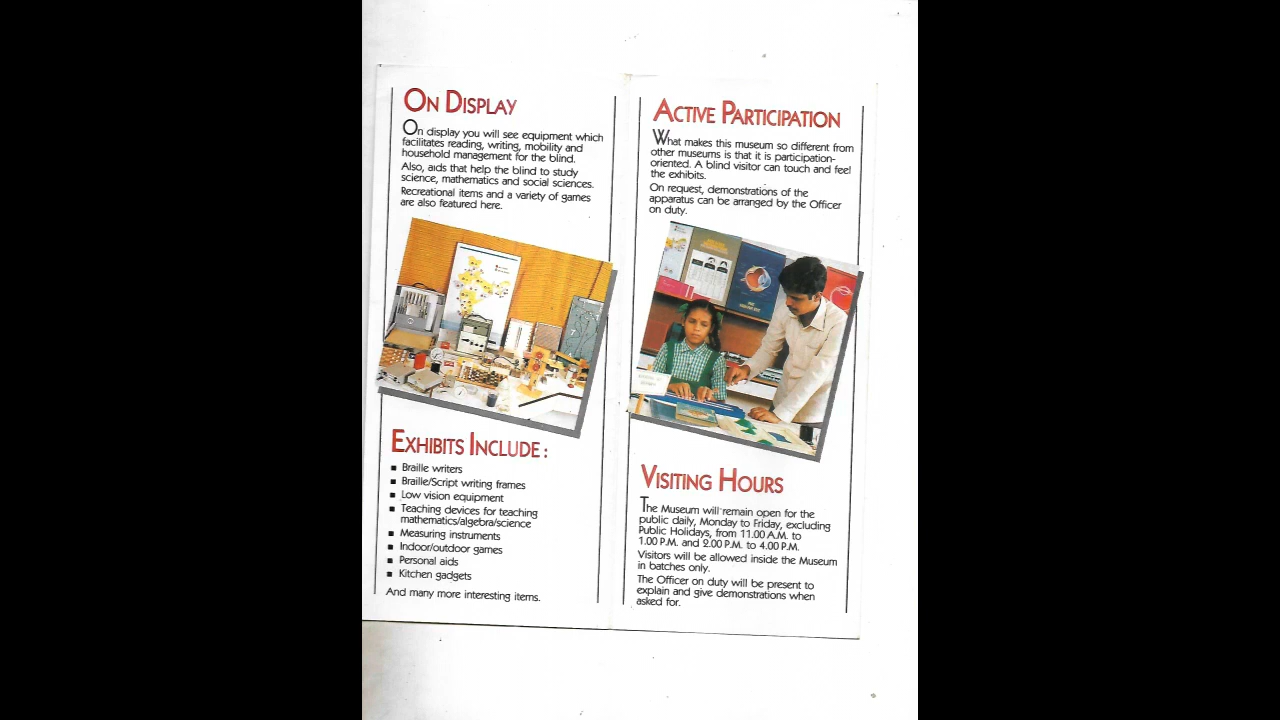 ON DISPLAY
On display you will see equipment which
facilitates reading, writing, mobility and
household management for the blind.
Also, aids that help the blind to study
science, mathematics and social sciences.
Recreational items and a variety of games
are also featured here.
EXHIBITS INCLUDE :
■ Braille writers
■ Braille/Script writing frames
■ Low vision equipment
■ Teaching devices for teaching
mathematics/algebra/science
■ Measuring instruments
■ Indoor/outdoor games
■ Personal aids
■ Kitchen gadgets
And many more interesting items.
ACTIVE PARTICIPATION
What makes this museum so different from
other museums is that it is participation-
oriented. A blind visitor can touch and feel
the exhibits.
On request, demonstrations of the
apparatus can be arranged by the Officer
on duty.
VISITING HOURS
The Museum will remain open for the
public daily, Monday to Friday, excluding
Public Holidays, from 11.00 A.M. to
1.00 P.M. and 2.00 P.M. to 4.00 P.M.
Visitors will be allowed inside the Museum
in batches only.
The Officer on duty will be present to
explain and give demonstrations when
asked for.